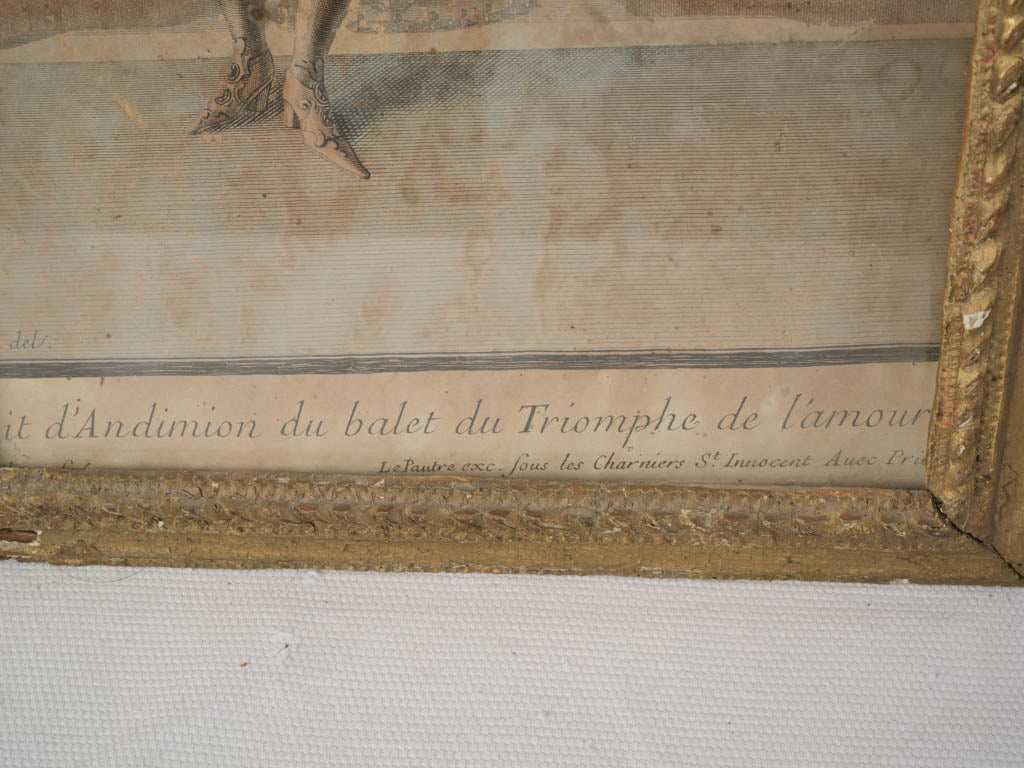 del.
it d'Andimion du balet du Triomphe de l'amour
LePautre exc. sous les Charniers St. Innocent Auec Pri